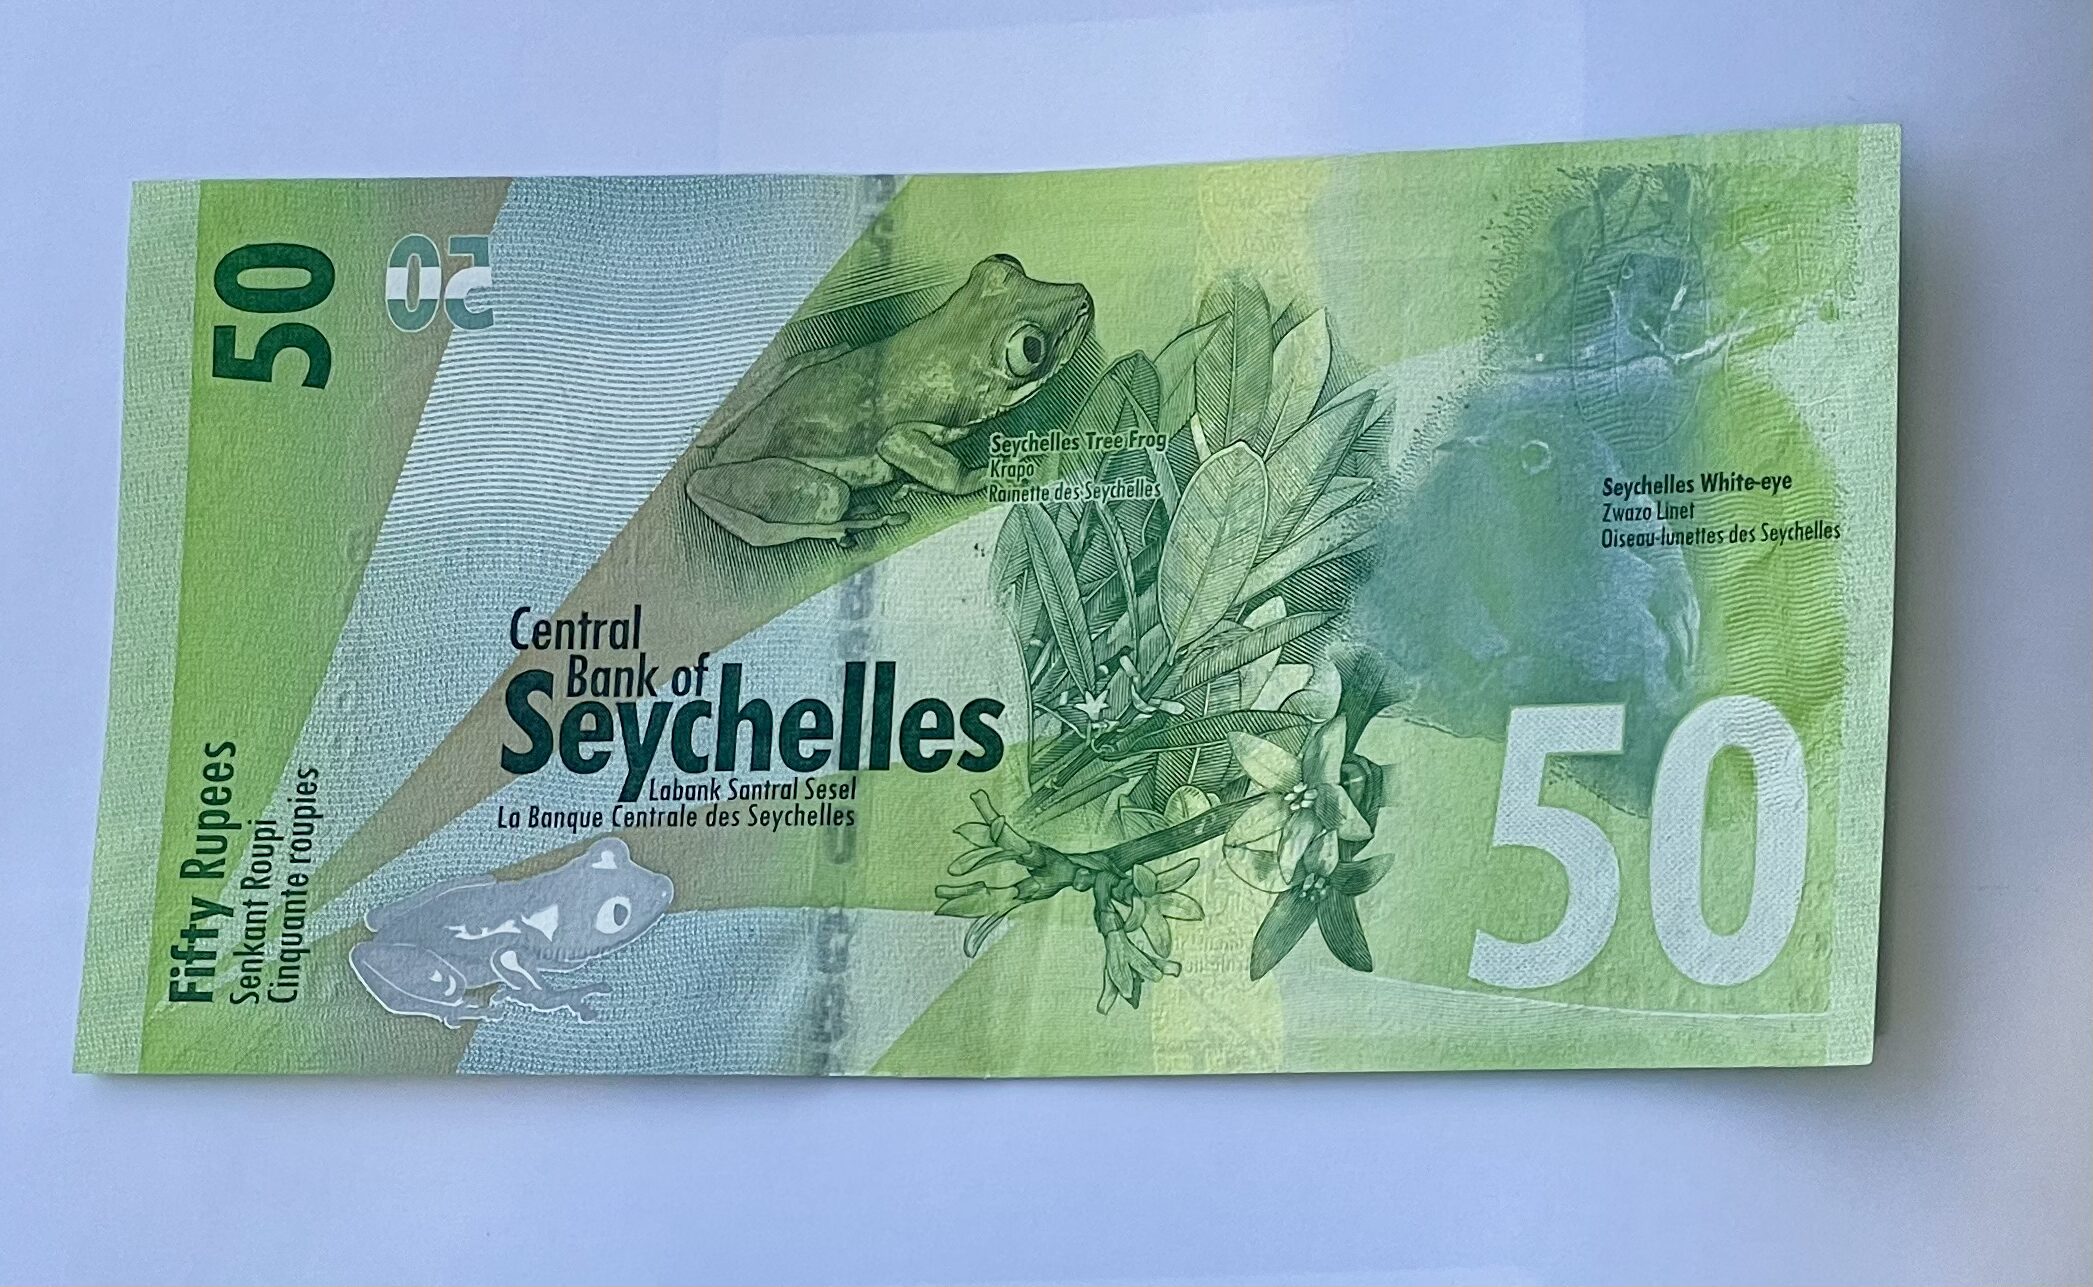 50
50
Seychelles Tree Frog
Krapo
Rainette des Seychelles
Seychelles White-eye
Zwazo Linet
Oiseau-lunettes des Seychelles
Central
Bank of
Seychelles
Labank Santral Sesel
La Banque Centrale des Seychelles
Fifty Rupees
Senkant Roupi
Cinquante roupies
50